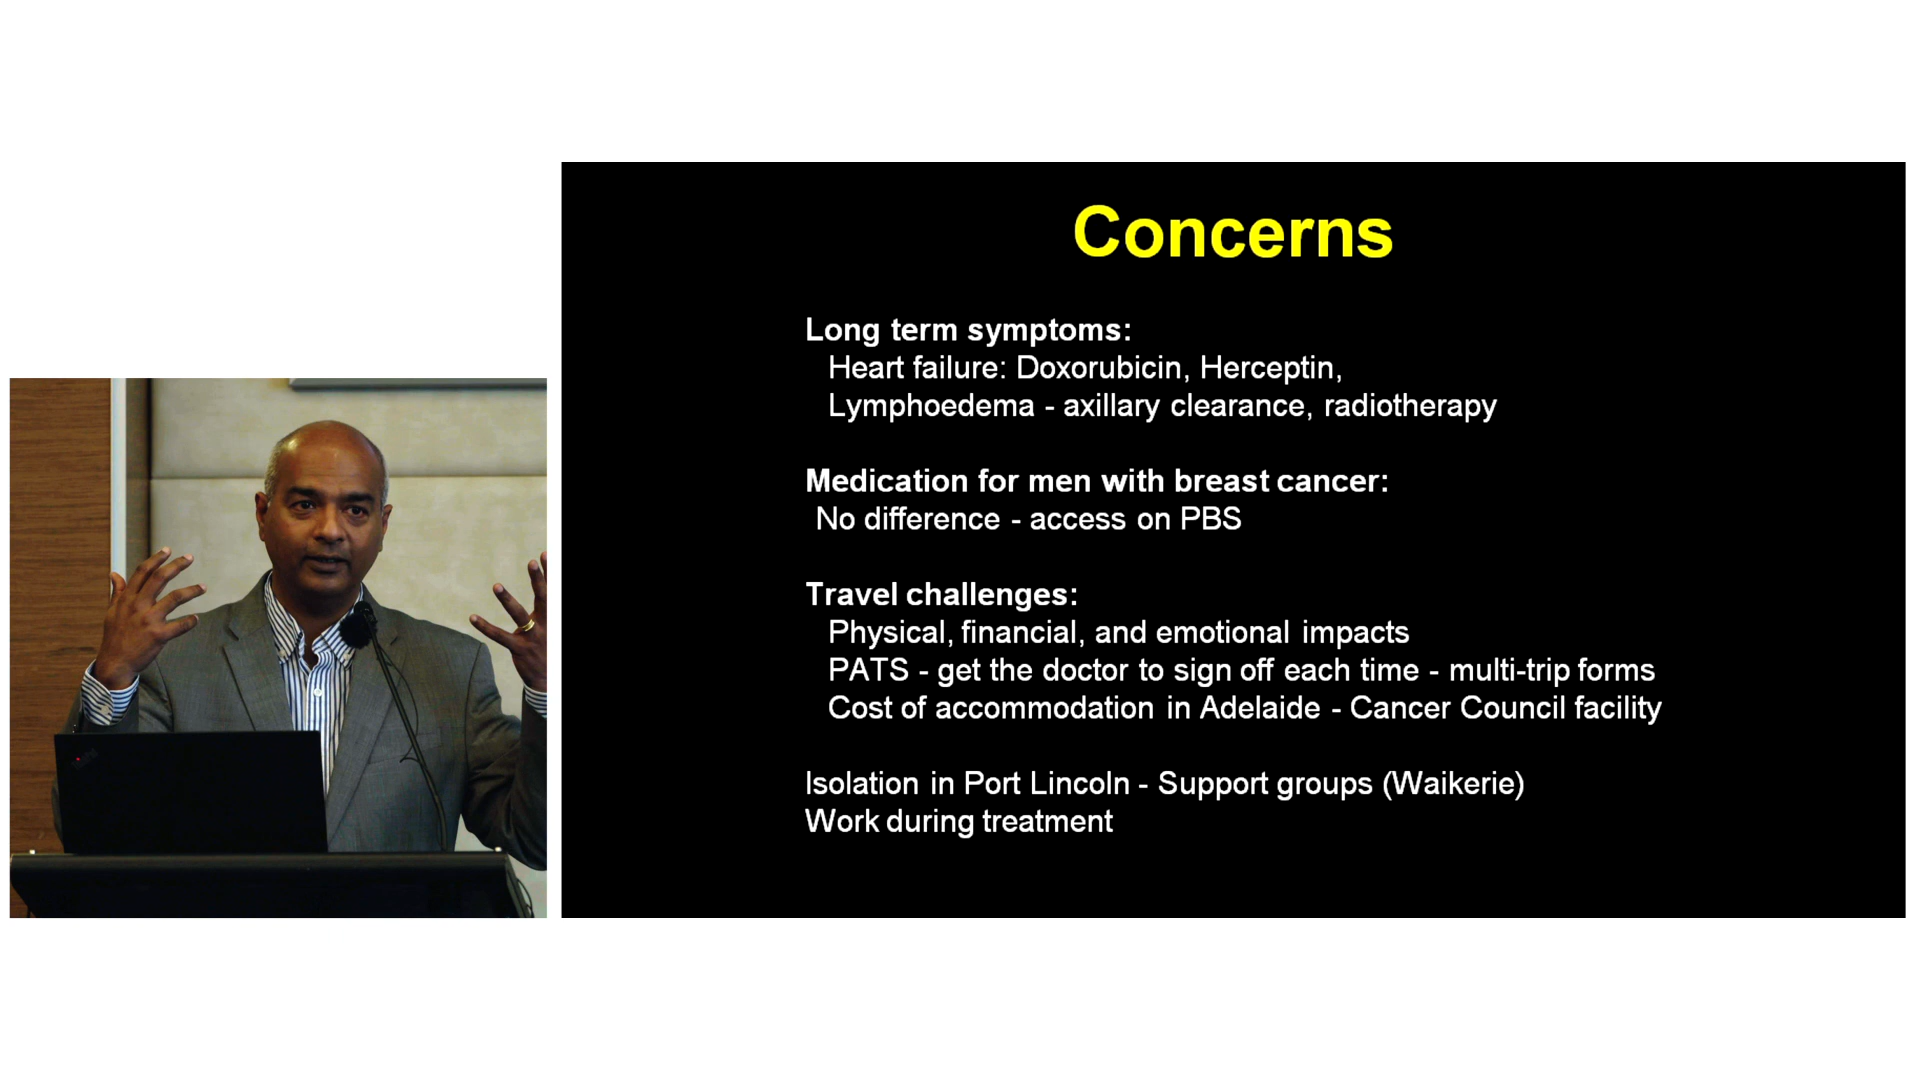 Concerns
Long term symptoms:
Heart failure: Doxorubicin, Herceptin,
Lymphoedema - axillary clearance, radiotherapy
Medication for men with breast cancer:
No difference - access on PBS
Travel challenges:
Physical, financial, and emotional impacts
PATS - get the doctor to sign off each time - multi-trip forms
Cost of accommodation in Adelaide - Cancer Council facility
Isolation in Port Lincoln - Support groups (Waikerie)
Work during treatment